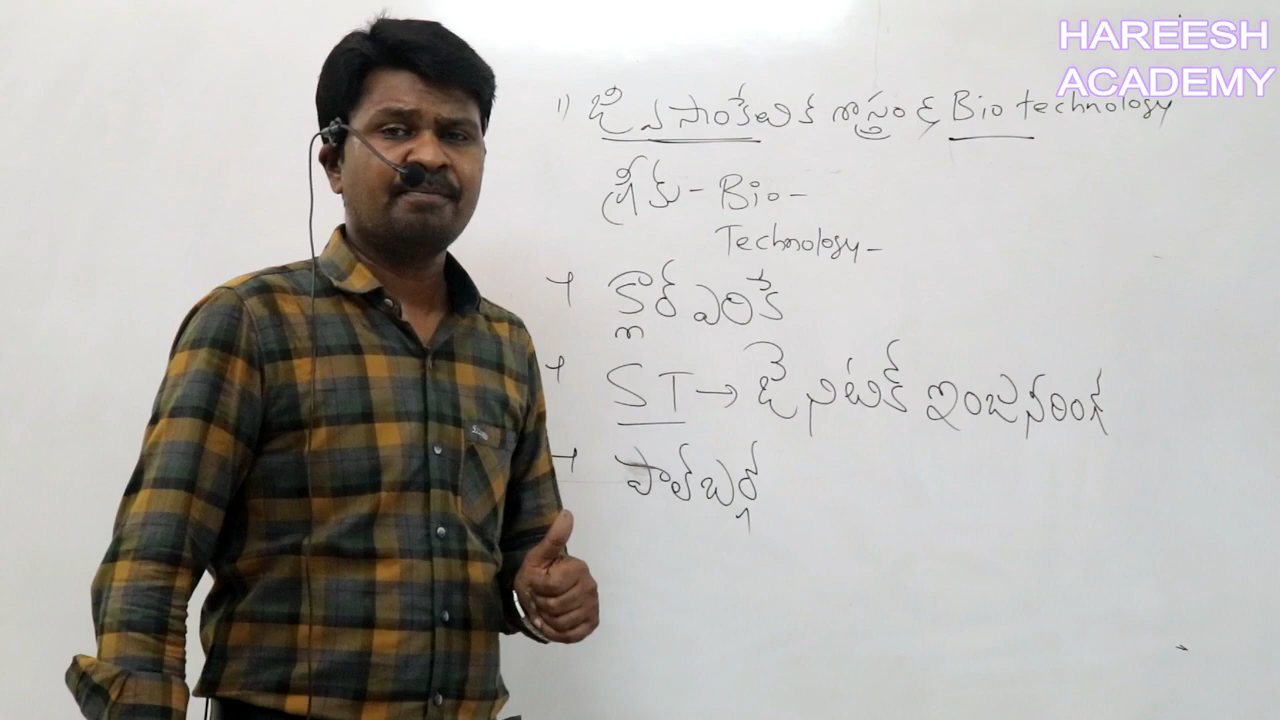 HAREESH
ACADEMY
1) జీవ సాంకేతిక శాస్త్రం Bio technology
గ్రీకు - Bio -
Technology -
+ క్లార్ ఎరికే
+ ST → జెనిటిక్ ఇంజనీరింగ్
+ పాల్ బర్గ్